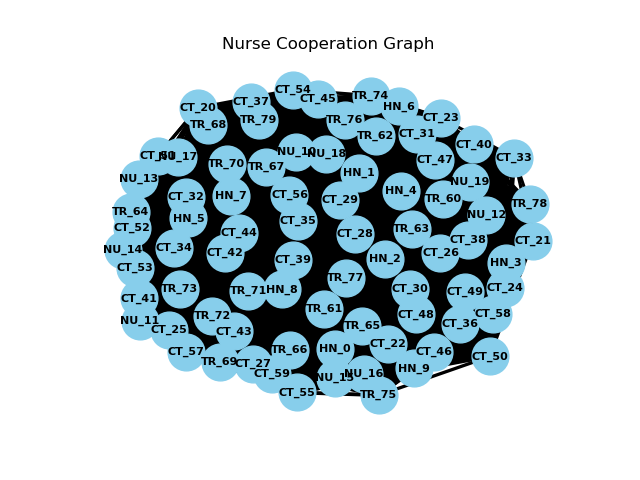 Nurse Cooperation Graph
CT_54
CT_45
TR_74
CT_37
HN_6
CT_20
CT_23
TR_79
TR_76
TR_68
CT_31
TR_62
CT_40
NU_10
NU_18
NU_17
CT_33
CT_47
TR_70
TR_67
HN_1
NU_13
NU_19
HN_4
CT_32
HN_7
CT_56
CT_29
TR_60
TR_78
TR_64
NU_12
HN_5
CT_35
CT_52
TR_63
CT_44
CT_28
CT_38
CT_21
CT_34
NU_14
CT_42
CT_26
CT_39
HN_2
HN_3
CT_53
TR_77
TR_73
TR_71
HN_8
CT_30
CT_49
CT_24
CT_41
TR_61
TR_72
CT_48
CT_58
NU_11
CT_25
CT_43
TR_65
CT_36
CT_22
TR_66
HN_0
CT_57
CT_46
CT_50
TR_69
CT_27
HN_9
CT_59
NU_15
NU_16
CT_55
TR_75